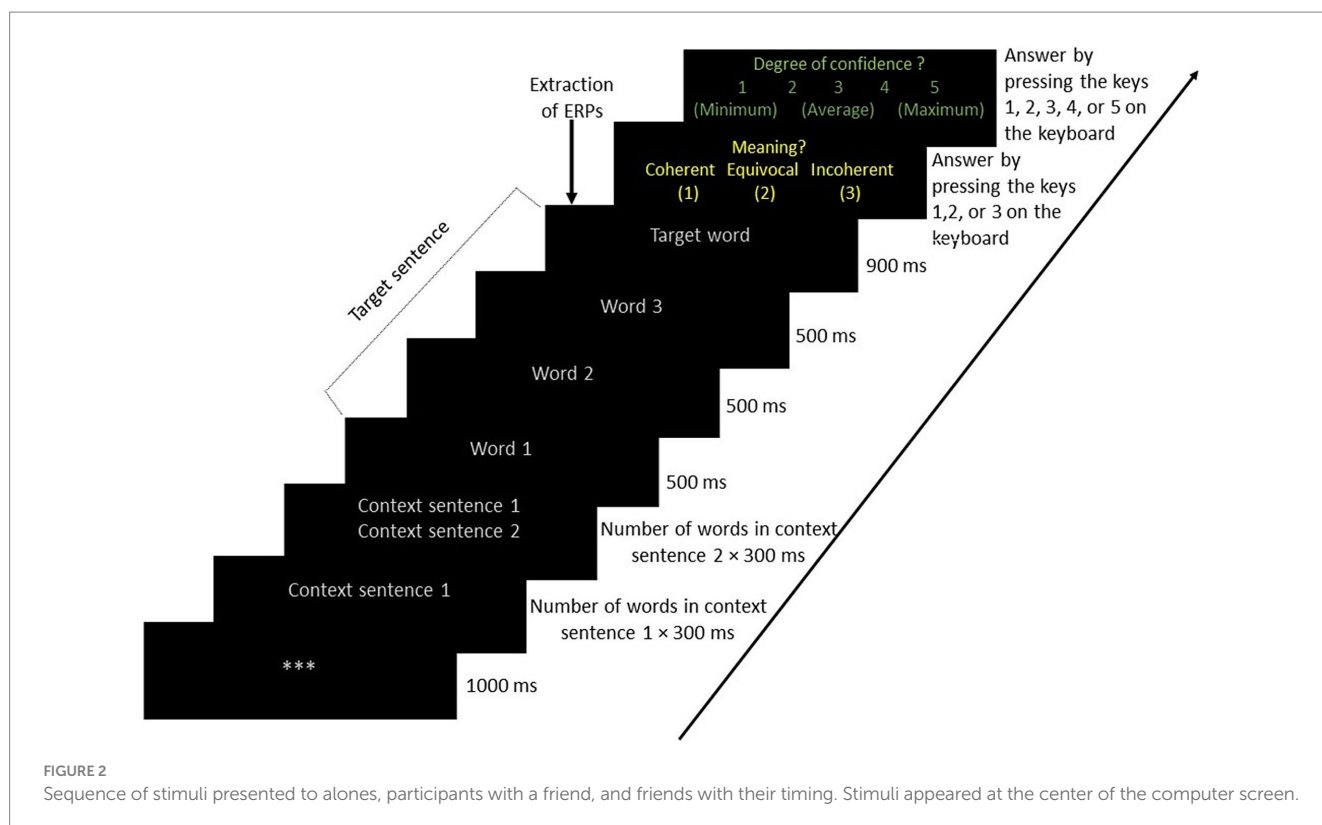 Degree of confidence ?
1 2 3 4 5
(Minimum) (Average) (Maximum)
Answer by
pressing the keys
1, 2, 3, 4, or 5 on
the keyboard
Extraction
of ERPs
Meaning?
Coherent Equivocal Incoherent
(1) (2) (3)
Answer by
pressing the keys
1,2, or 3 on the
keyboard
Target sentence
Target word
900 ms
Word 3
500 ms
Word 2
500 ms
Word 1
500 ms
Context sentence 1
Context sentence 2
Number of words in context
sentence 2 × 300 ms
Context sentence 1
Number of words in context
sentence 1 × 300 ms
***
1000 ms
FIGURE 2
Sequence of stimuli presented to alones, participants with a friend, and friends with their timing. Stimuli appeared at the center of the computer screen.